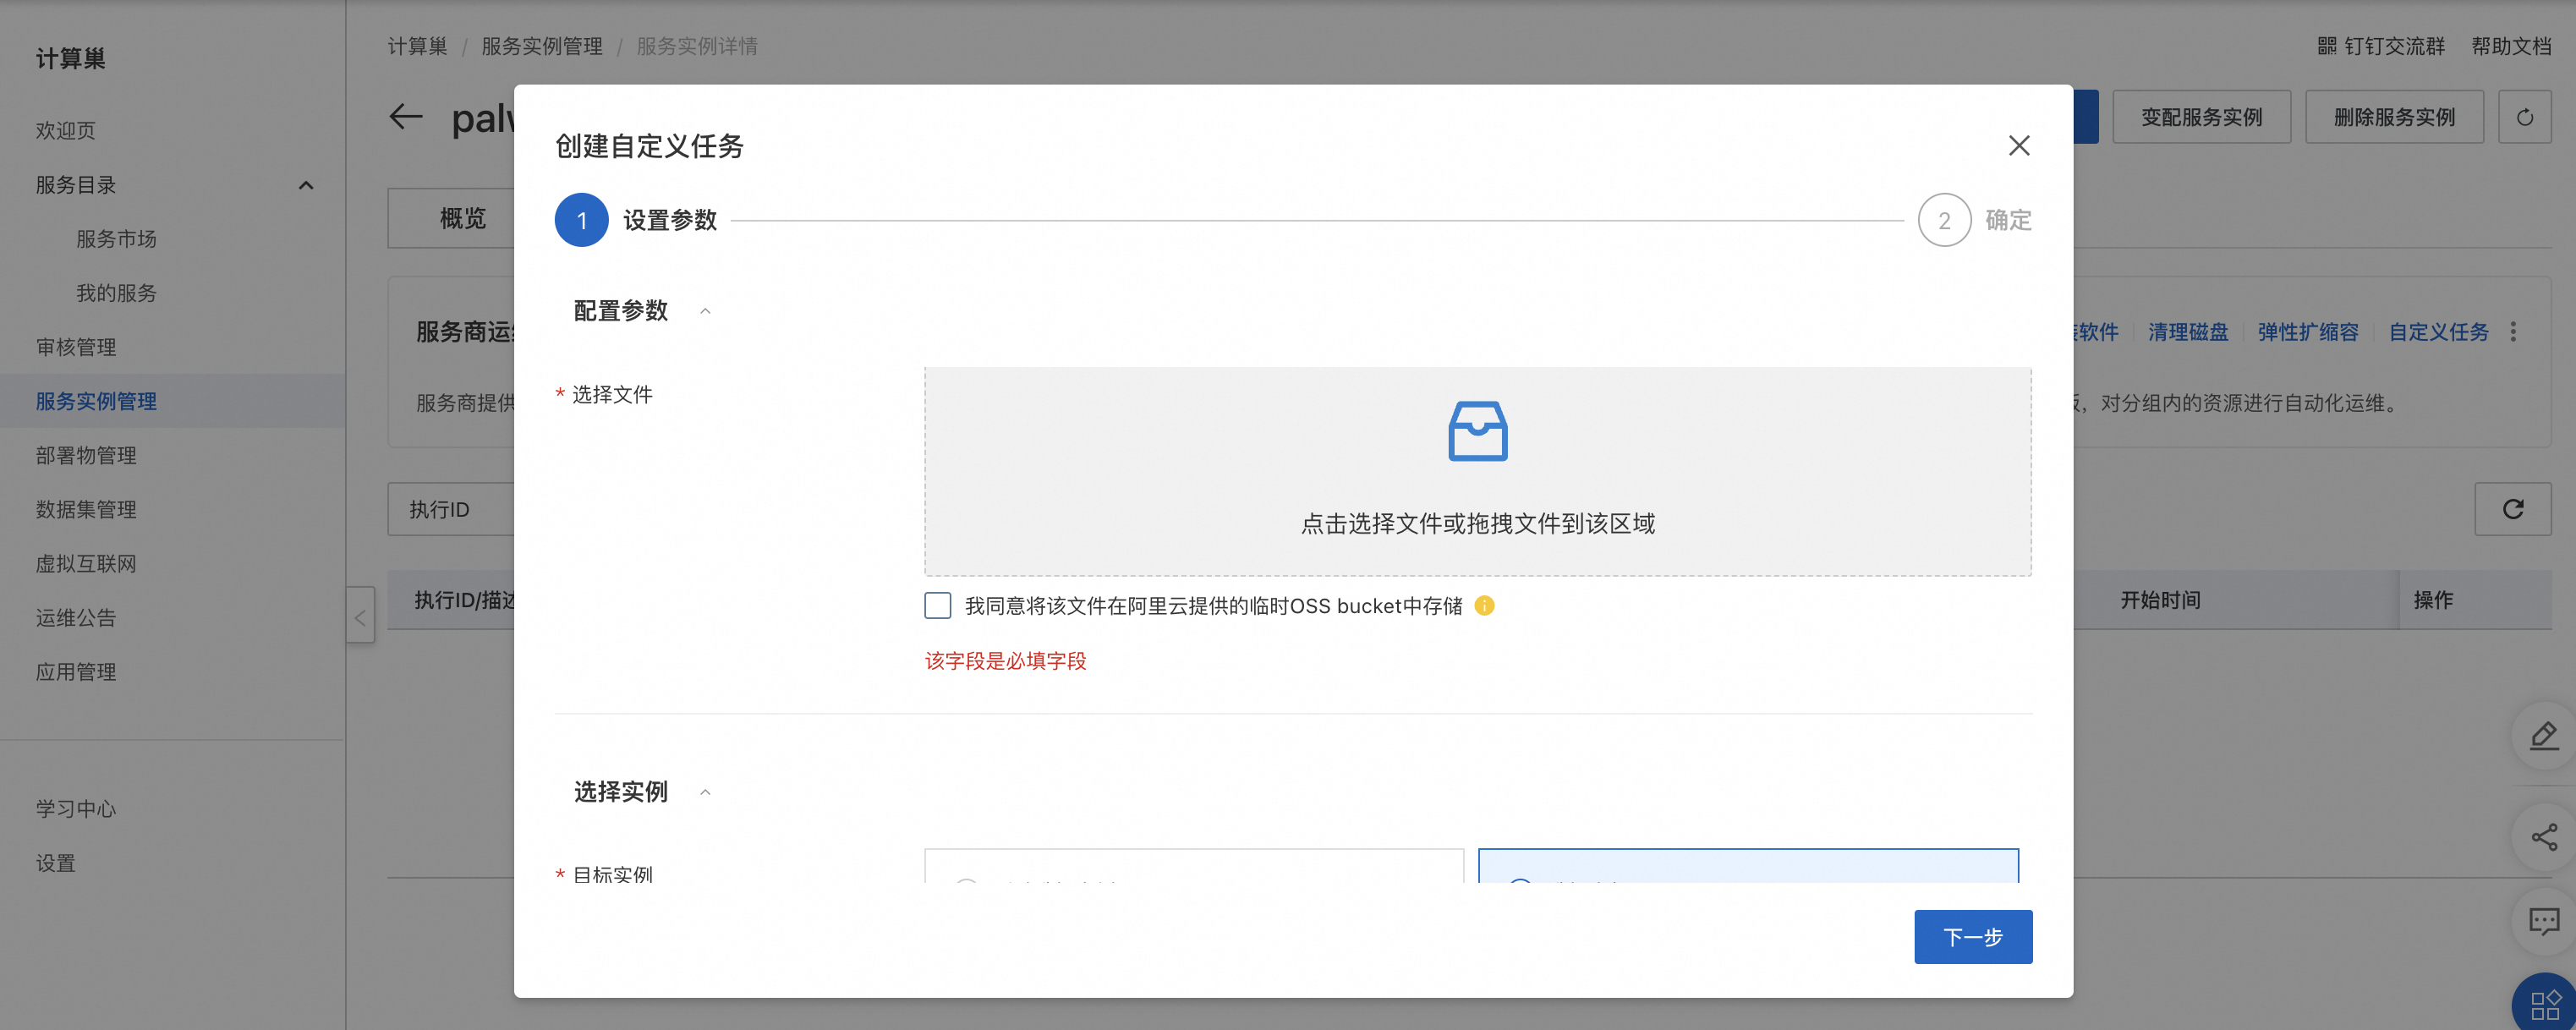 计算巢
欢迎页
服务目录
服务市场
我的服务
审核管理
服务实例管理
部署物管理
数据集管理
虚拟互联网
运维公告
应用管理
学习中心
设置
计算巢 / 服务实例管理 / 服务实例详情
钉钉交流群 帮助文档
变配服务实例 删除服务实例
概览
服务商运
软件 清理磁盘 弹性扩缩容 自定义任务
服务商提供
，对分组内的资源进行自动化运维。
执行ID
执行ID/描述
开始时间 操作
创建自定义任务
1 设置参数
2 确定
配置参数
* 选择文件
点击选择文件或拖拽文件到该区域
我同意将该文件在阿里云提供的临时OSS bucket中存储
该字段是必填字段
选择实例
* 目标实例
下一步